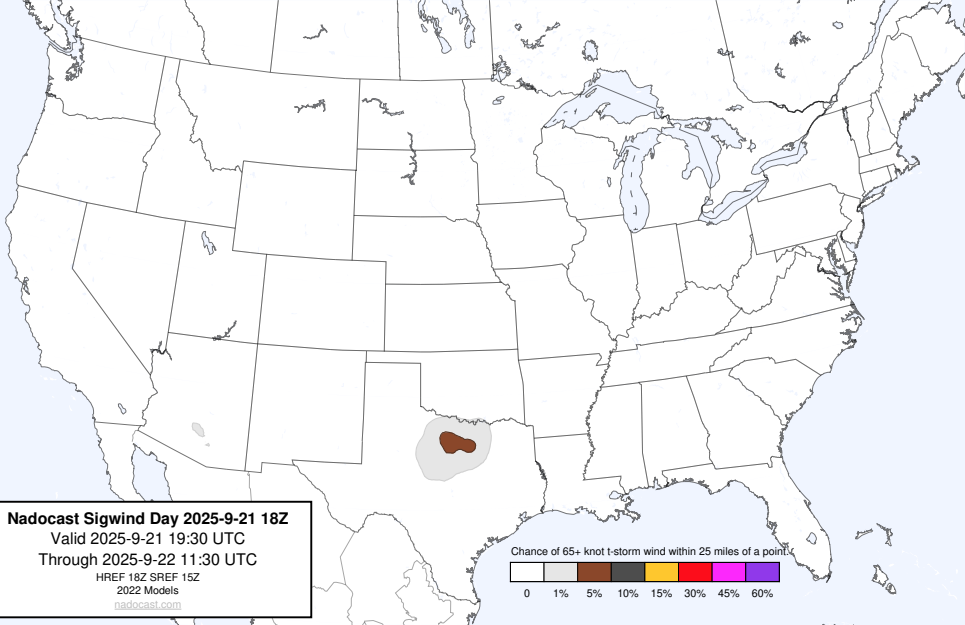 Nadocast Sigwind Day 2025-9-21 18Z
Valid 2025-9-21 19:30 UTC
Through 2025-9-22 11:30 UTC
HREF 18Z SREF 15Z
2022 Models
nadocast.com
Chance of 65+ knot t-storm wind within 25 miles of a point.
0 1% 5% 10% 15% 30% 45% 60%